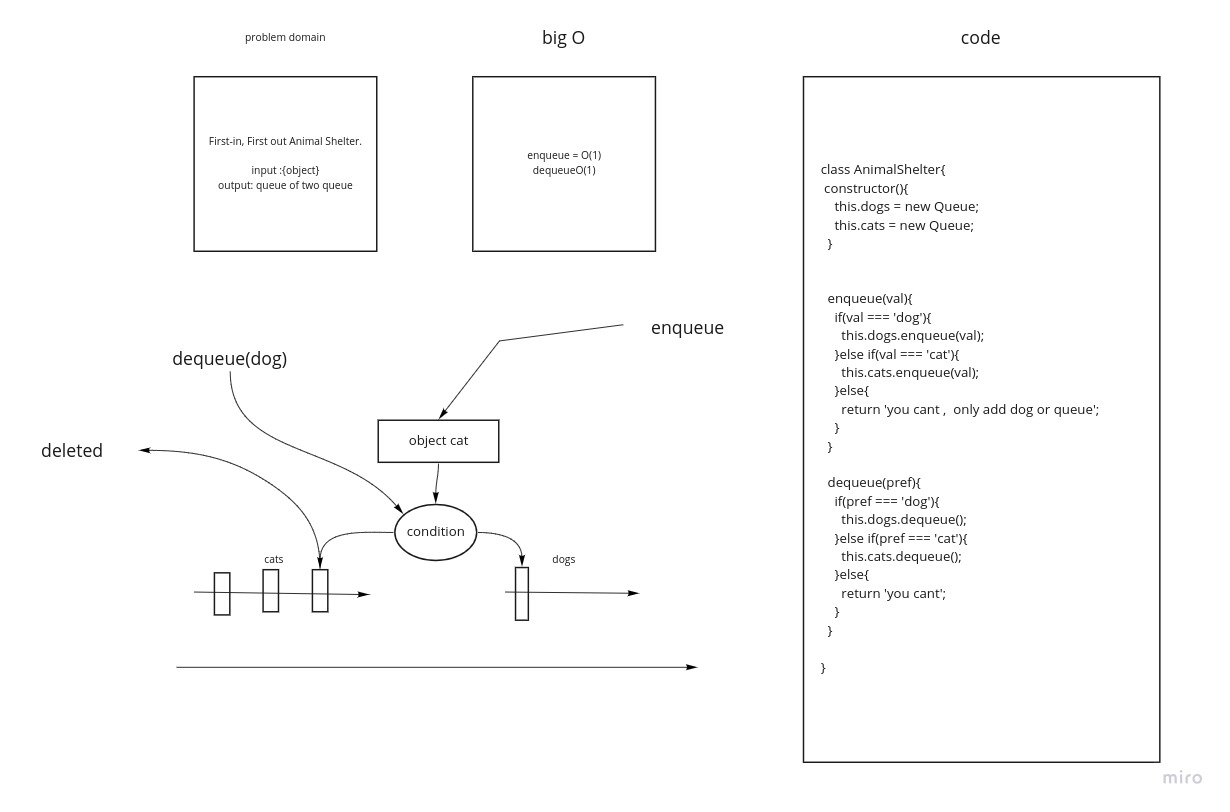 problem domain
big O
code
First-in, First out Animal Shelter.
input :{object}
output: queue of two queue
enqueue = O(1)
dequeueO(1)
class AnimalShelter{
constructor(){
this.dogs = new Queue;
this.cats = new Queue;
}
enqueue(val){
if(val === 'dog'){
this.dogs.enqueue(val);
}else if(val === 'cat'){
this.cats.enqueue(val);
}else{
return 'you cant ,  only add dog or queue';
}
}
dequeue(pref){
if(pref === 'dog'){
this.dogs.dequeue();
}else if(pref === 'cat'){
this.cats.dequeue();
}else{
return 'you cant';
}
}
}
enqueue
dequeue(dog)
object cat
deleted
condition
cats
dogs
miro